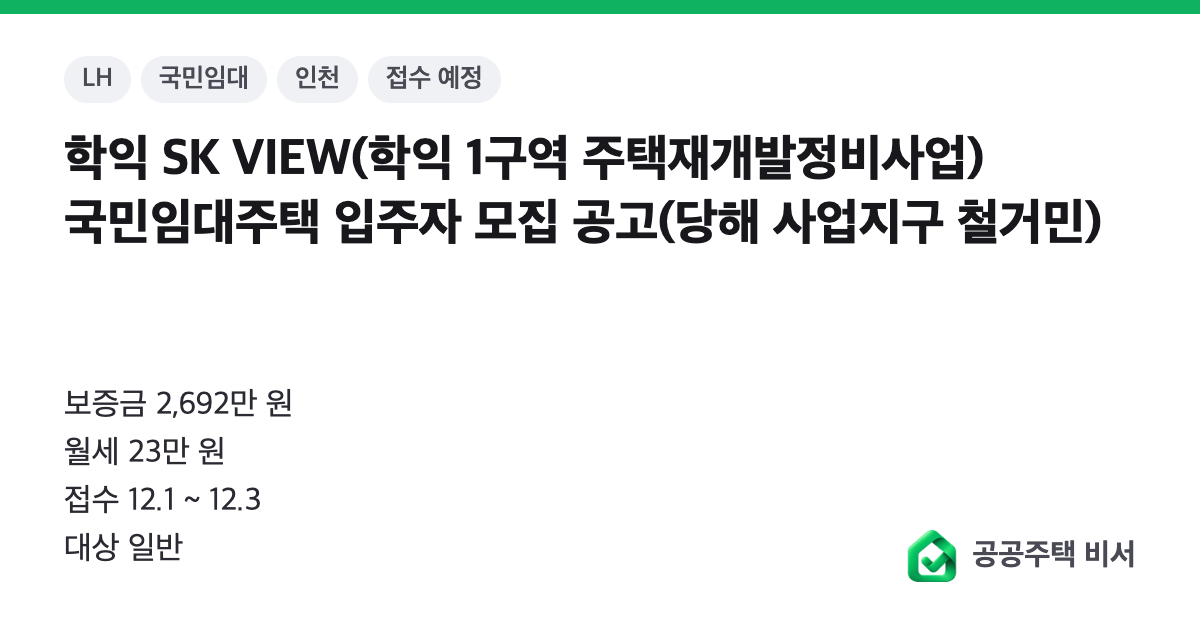 LH 국민임대 인천 접수 예정
학익 SK VIEW(학익 1구역 주택재개발정비사업)
국민임대주택 입주자 모집 공고(당해 사업지구 철거민)
보증금 2,692만 원
월세 23만 원
접수 12.1 ~ 12.3
대상 일반
공공주택 비서